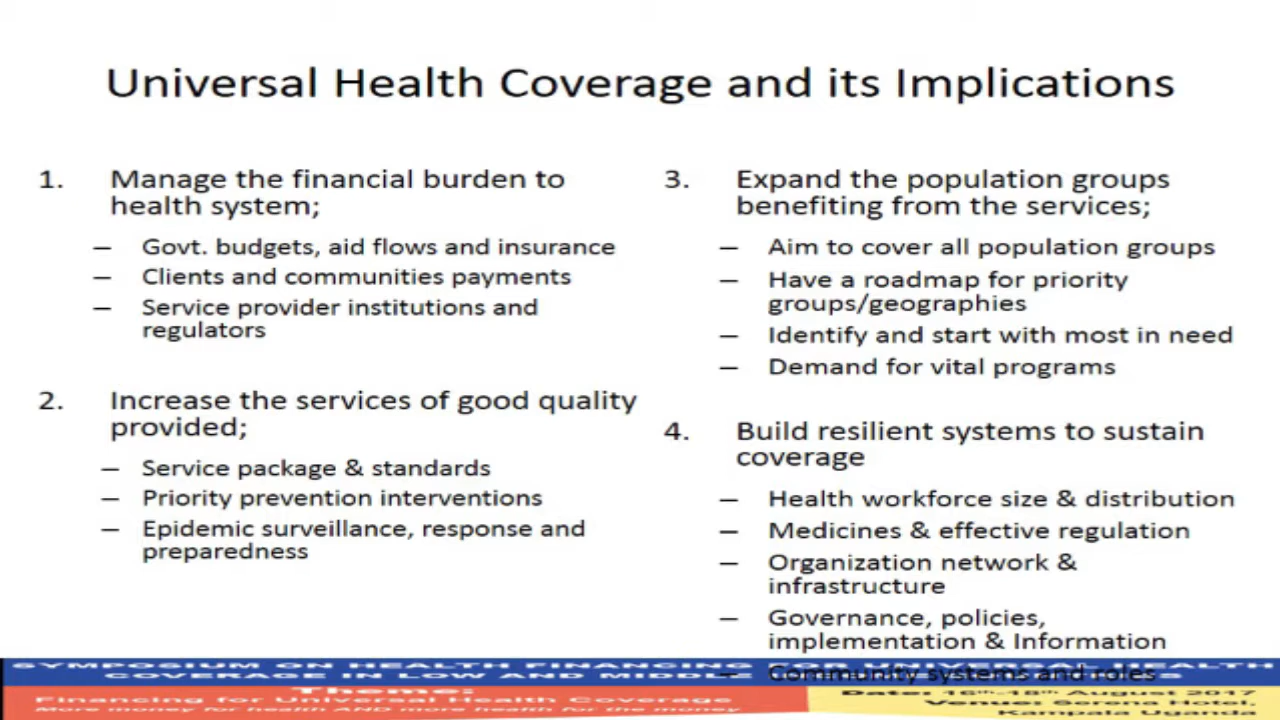 Universal Health Coverage and its Implications
1. Manage the financial burden to
health system;
– Govt. budgets, aid flows and insurance
– Clients and communities payments
– Service provider institutions and
regulators
2. Increase the services of good quality
provided;
– Service package & standards
– Priority prevention interventions
– Epidemic surveillance, response and
preparedness
3. Expand the population groups
benefiting from the services;
– Aim to cover all population groups
– Have a roadmap for priority
groups/geographies
– Identify and start with most in need
– Demand for vital programs
4. Build resilient systems to sustain
coverage
– Health workforce size & distribution
– Medicines & effective regulation
– Organization network &
infrastructure
– Governance, policies,
implementation & Information
– Community systems and roles
SYMPOSIUM ON HEALTH FINANCING FOR UNIVERSAL HEALTH
COVERAGE IN LOW AND MIDDLE
Theme:
Financing for Universal Health Coverage
More money for health AND more health for the money
Date: 16th-18th August 2017
Venue: Serena Hotel,
Kampala Uganda